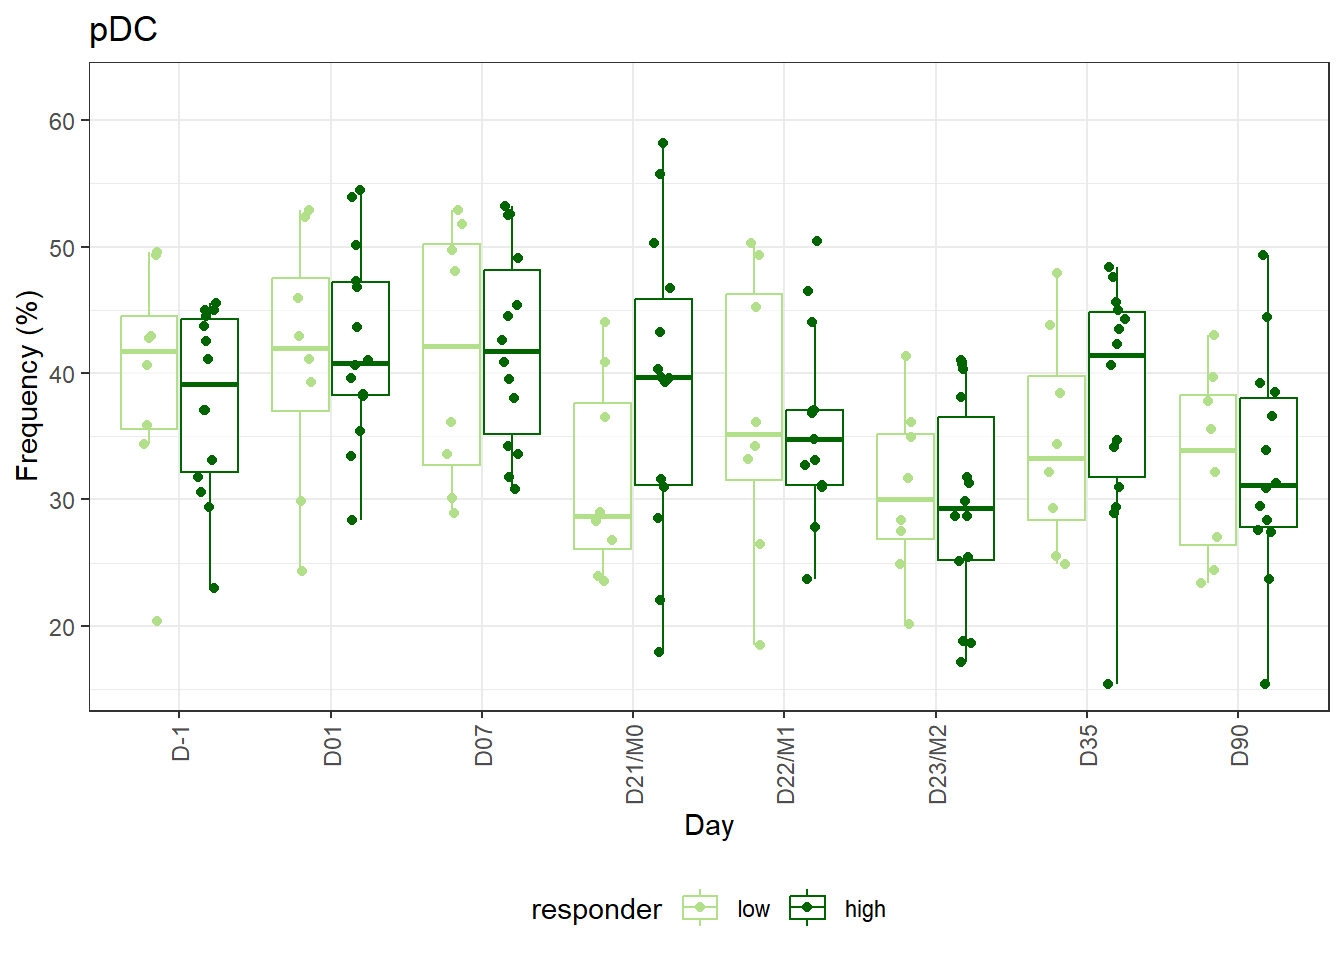 pDC
Frequency (%)
60
50
40
30
20
D-1
D01
D07
D21/M0
D22/M1
D23/M2
D35
D90
Day
responder low high